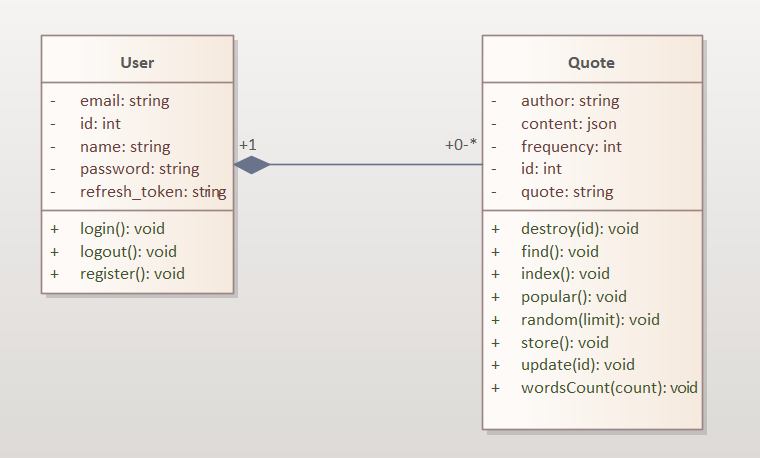 User
- email: string
- id: int
- name: string
- password: string
- refresh_token: string
+ login(): void
+ logout(): void
+ register(): void
+1
+0-*
Quote
- author: string
- content: json
- frequency: int
- id: int
- quote: string
+ destroy(id): void
+ find(): void
+ index(): void
+ popular(): void
+ random(limit): void
+ store(): void
+ update(id): void
+ wordsCount(count): void